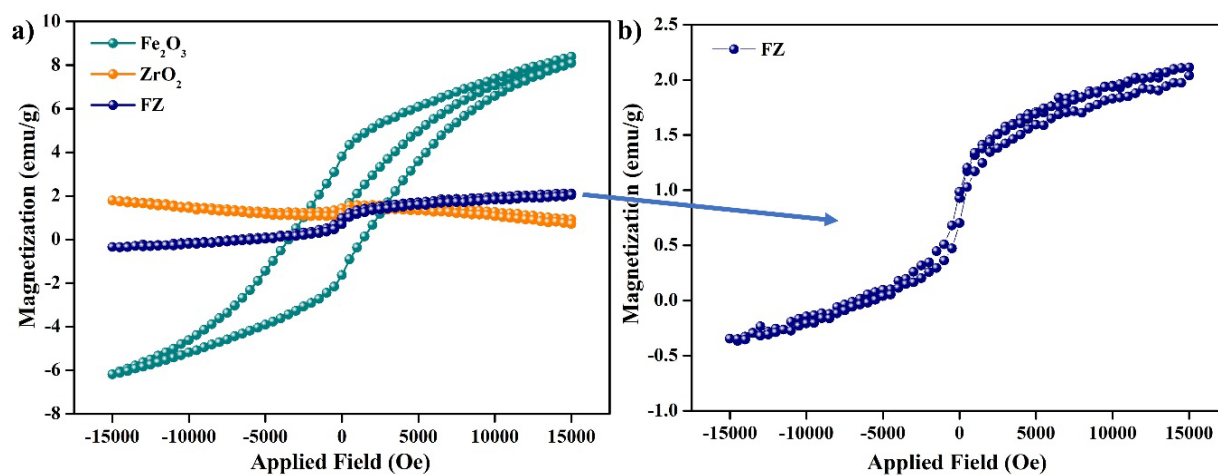 a)
Fe₂O₃
ZrO₂
FZ
Magnetization (emu/g)
10
8
6
4
2
0
-2
-4
-6
-8
-15000 -10000 -5000 0 5000 10000 15000
Applied Field (Oe)
b)
FZ
Magnetization (emu/g)
2.5
2.0
1.5
1.0
0.5
0.0
-0.5
-1.0
-15000 -10000 -5000 0 5000 10000 15000
Applied Field (Oe)